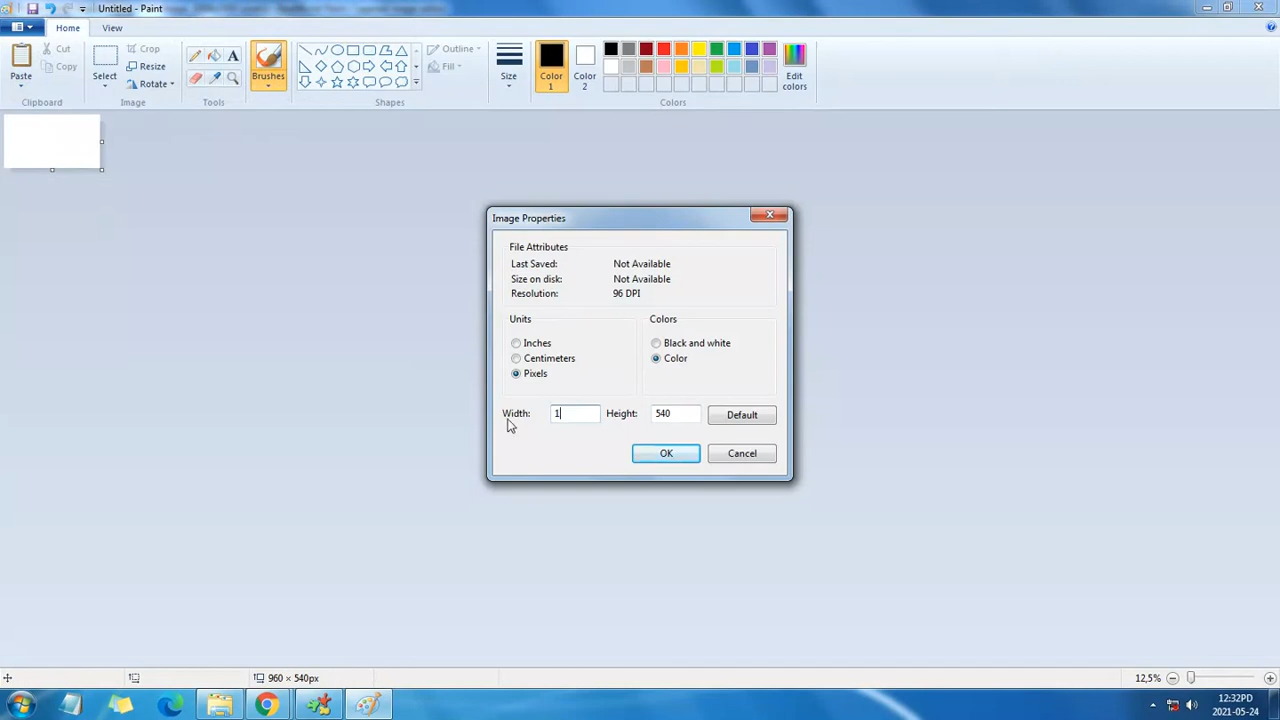 Untitled - Paint
Home View
Paste
Cut
Copy
Clipboard
Select
Crop
Resize
Rotate
Image
A
Tools
Brushes
Outline
Fill
Shapes
Size
Color 1
Color 2
Edit colors
Colors
Image Properties
File Attributes
Last Saved: Not Available
Size on disk: Not Available
Resolution: 96 DPI
Units
Inches
Centimeters
Pixels
Colors
Black and white
Color
Width: 1 Height: 540 Default
OK Cancel
960 × 540px
12,5%
12:32PD
2021-05-24